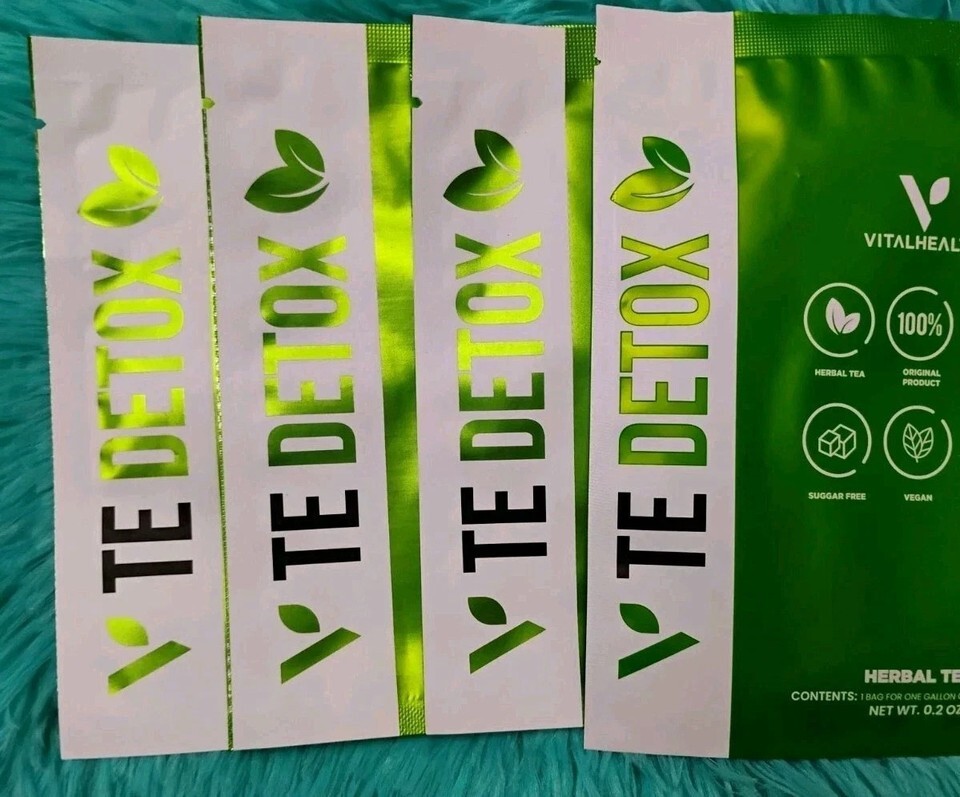 TE DETOX
TE DETOX
TE DETOX
TE DETOX
VITALHEAL
HERBAL TEA
100%
ORIGINAL
PRODUCT
SUGGAR FREE
VEGAN
HERBAL TE
CONTENTS: 1 BAG FOR ONE GALLON
NET WT. 0.2 OZ